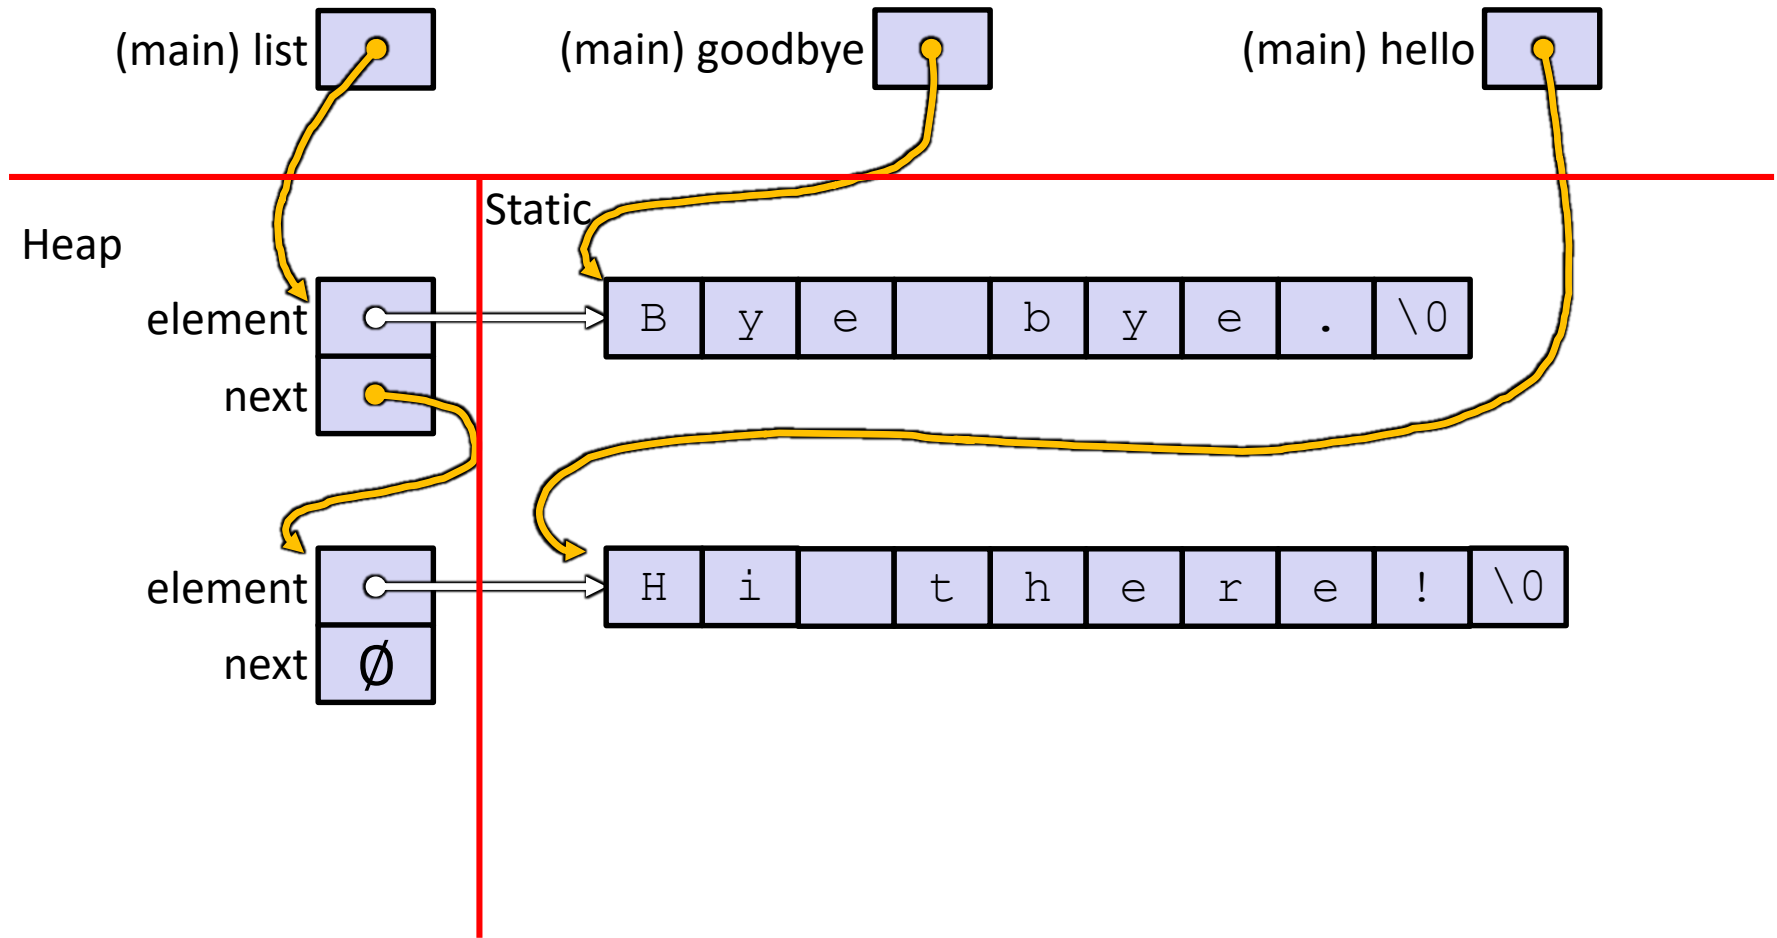 (main) list (main) goodbye (main) hello
Static
Heap
element B y e b y e . \0
next
element H i t h e r e ! \0
next Ø